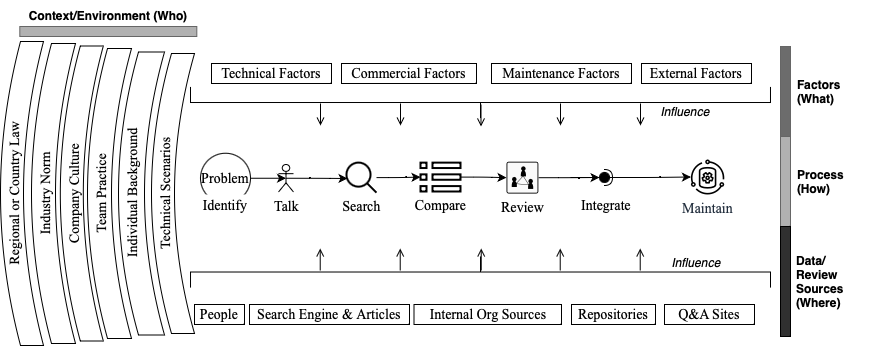 Context/Environment (Who)
Regional or Country Law
Industry Norm
Company Culture
Team Practice
Individual Background
Technical Scenarios
Technical Factors
Commercial Factors
Maintenance Factors
External Factors
Influence
Factors
(What)
Problem
Identify
Talk
Search
Compare
Review
Integrate
Maintain
Process
(How)
Influence
People
Search Engine & Articles
Internal Org Sources
Repositories
Q&A Sites
Data/
Review
Sources
(Where)